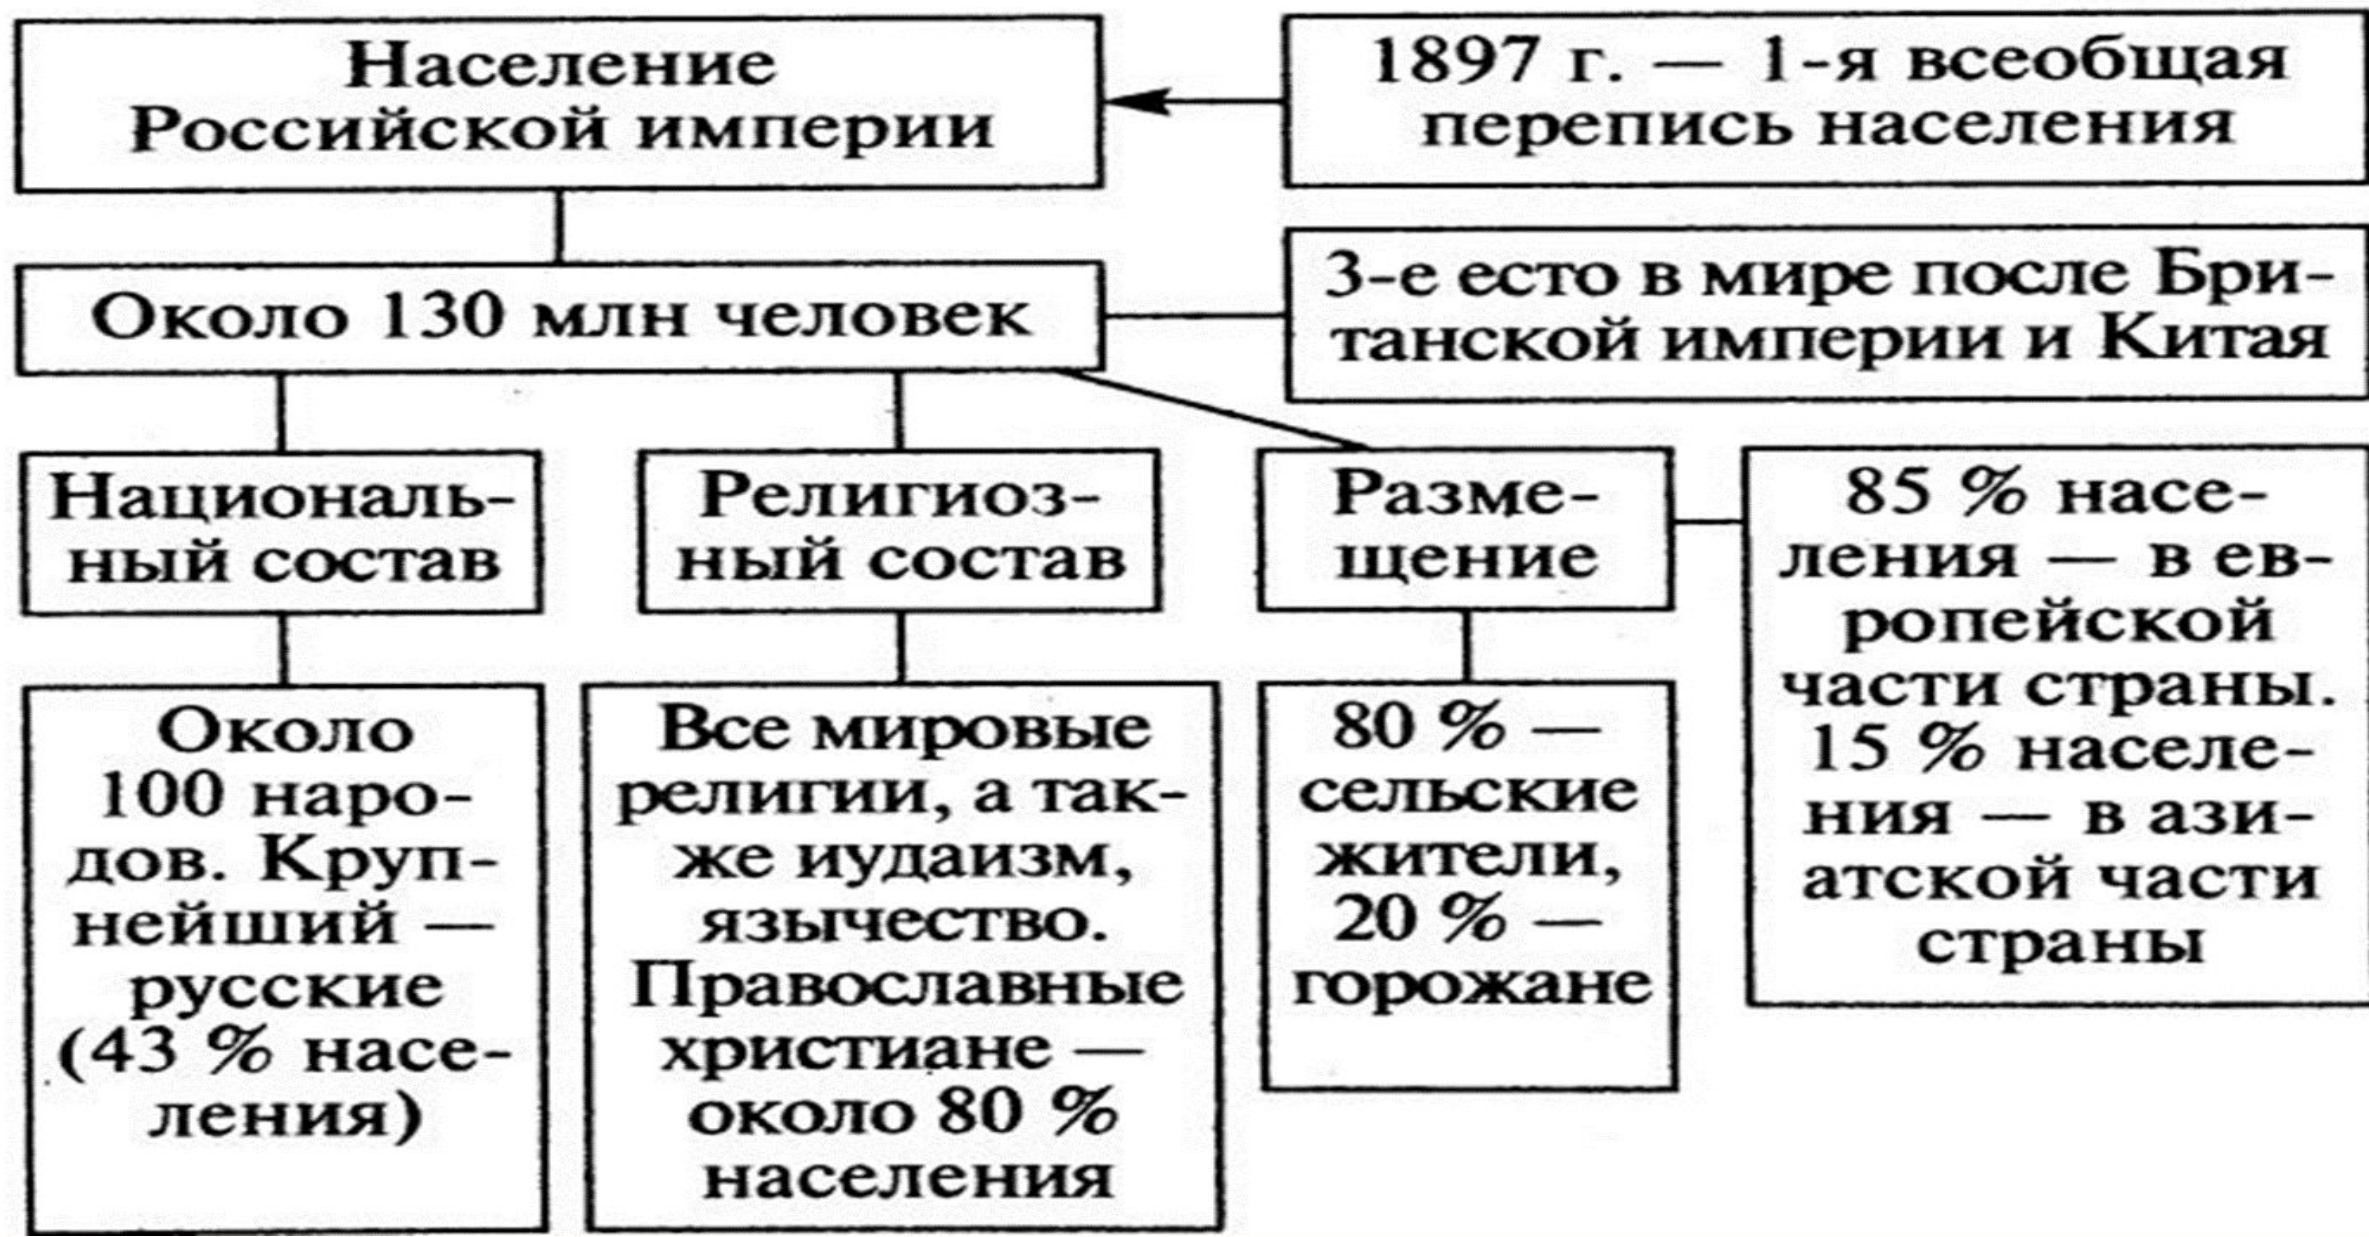 Население
Российской империи
1897 г. — 1-я всеобщая
перепись населения
Около 130 млн человек
3-е есто в мире после Бри-
танской империи и Китая
Националь-
ный состав
Религиоз-
ный состав
Разме-
щение
85 % насе-
ления — в ев-
ропейской
части страны.
15 % населе-
ния — в ази-
атской части
страны
Около
100 наро-
дов. Круп-
нейший —
русские
(43 % насе-
ления)
Все мировые
религии, а так-
же иудаизм,
язычество.
Православные
христиане —
около 80 %
населения
80 % —
сельские
жители,
20 % —
горожане